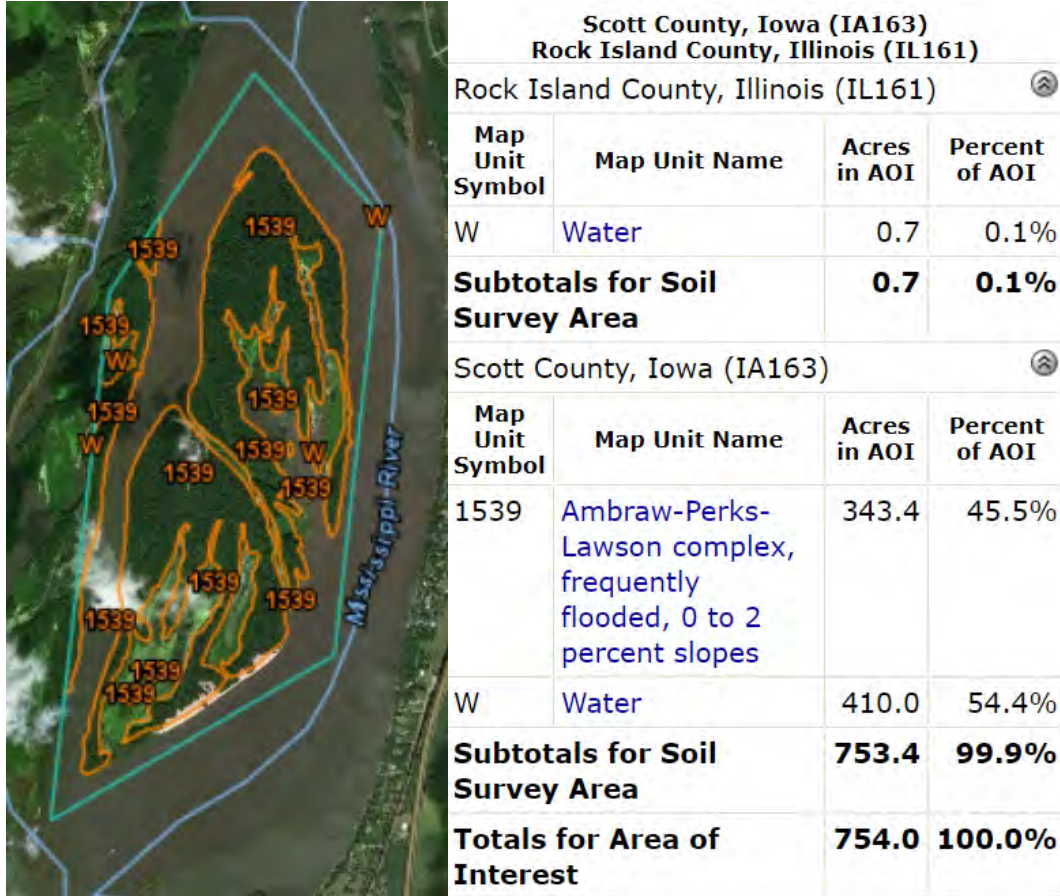 Scott County, Iowa (IA163)
Rock Island County, Illinois (IL161)
Rock Island County, Illinois (IL161)
Map Unit Symbol | Map Unit Name | Acres in AOI | Percent of AOI
W Water 0.7 0.1%
Subtotals for Soil Survey Area 0.7 0.1%
Scott County, Iowa (IA163)
Map Unit Symbol | Map Unit Name | Acres in AOI | Percent of AOI
1539 Ambraw-Perks-Lawson complex, frequently flooded, 0 to 2 percent slopes 343.4 45.5%
W Water 410.0 54.4%
Subtotals for Soil Survey Area 753.4 99.9%
Totals for Area of Interest 754.0 100.0%
W
1539
1539
1539
W
1539
1539
W
1539
W
1539
1539
1539
1539
1539
1539
1539
Mississippi-River